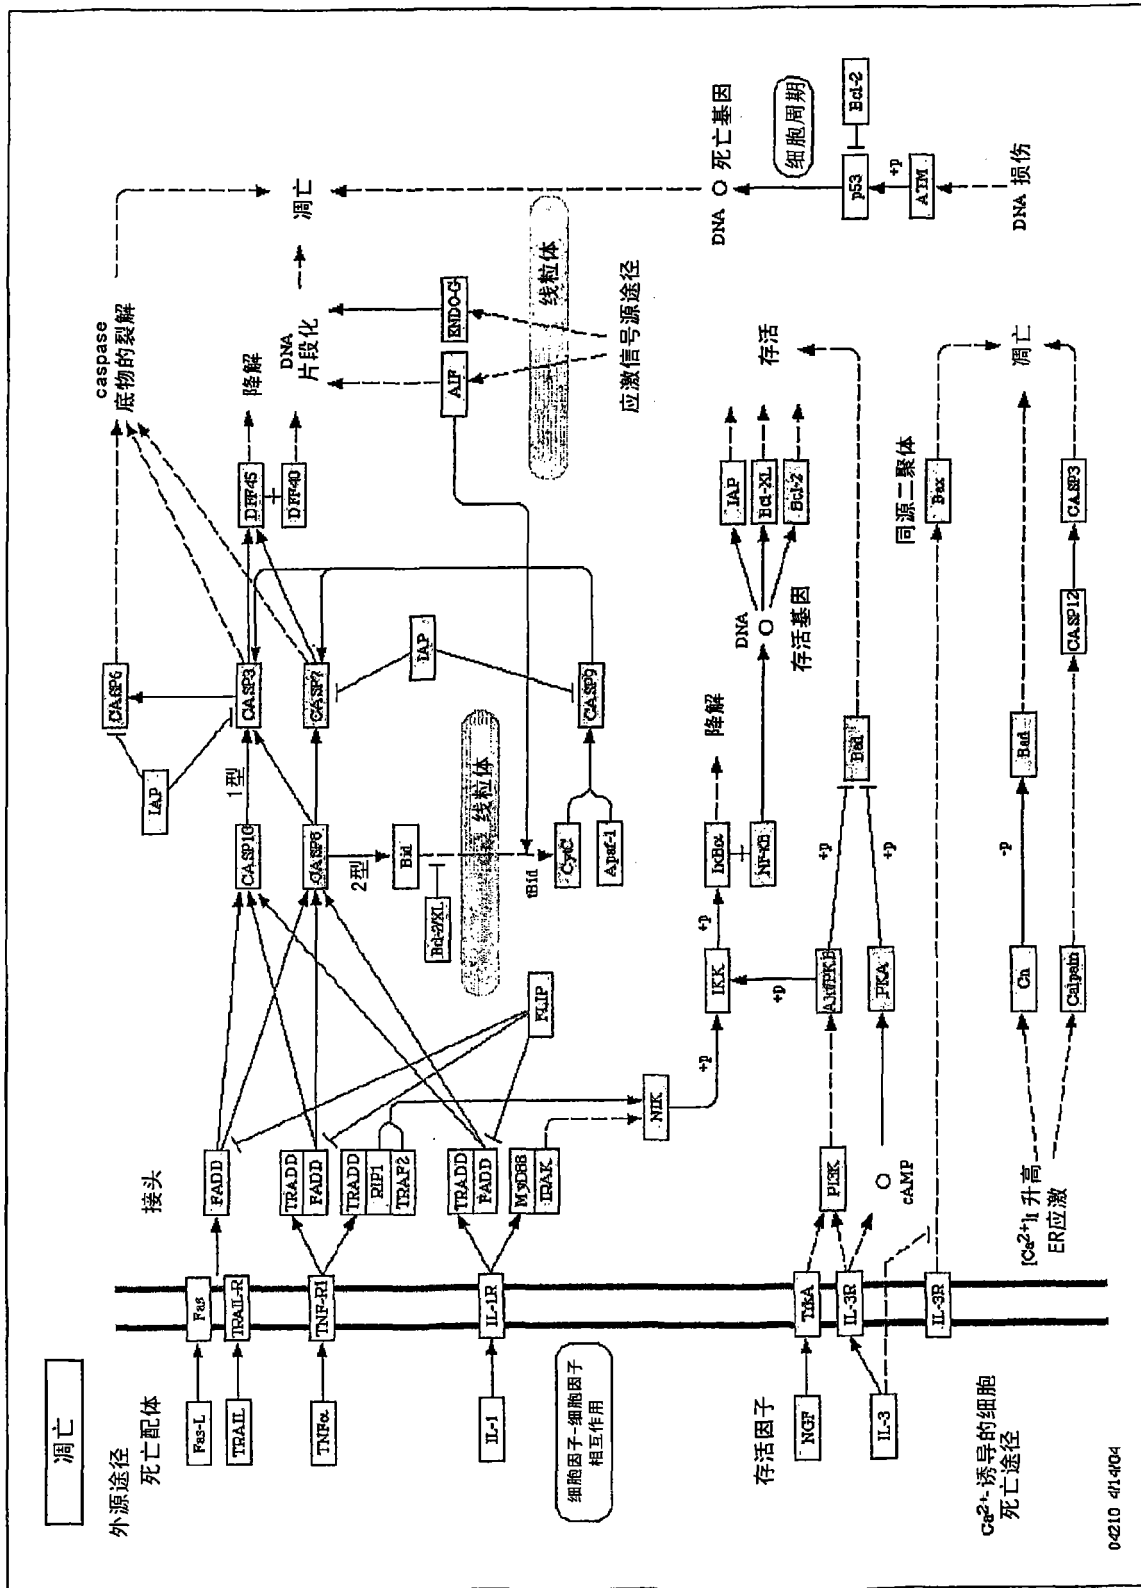 凋亡
外源途径
死亡配体
接头
Fas-L
Fas
FADD
TRAIL
TRAIL-R
TNFα
TNF-R1
TRADD
FADD
TRADD
RIP1
TRAF2
IL-1
IL-1R
TRADD
FADD
MyD88
IRAK
FLIP
NIK
细胞因子-细胞因子
相互作用
CASP10
CASP8
1型
2型
IAP
CASP6
CASP3
CASP7
IAP
CASP9
Bid
Bcl-2/XL
tBid
线粒体
CytC
Apaf-1
DFF45
DFF40
降解
caspase
底物的裂解
DNA
片段化
凋亡
AIF
ENDO-G
线粒体
应激信号源途径
DNA
死亡基因
细胞周期
p53
Bcl-2
+p
ATM
DNA 损伤
存活因子
NGF
TrkA
PI3K
IL-3
IL-3R
cAMP
IL-3R
Akt/PKB
PKA
+p
IKK
+p
+p
IκBα
NF-κB
降解
DNA
存活基因
IAP
Bcl-XL
Bcl-2
存活
+p
+p
Bad
同源二聚体
Bax
Ca²⁺-诱导的细胞
死亡途径
[Ca²⁺]i 升高
ER应激
Cn
-p
Bad
Calpain
CASP12
CASP3
凋亡
04210 4/14/04